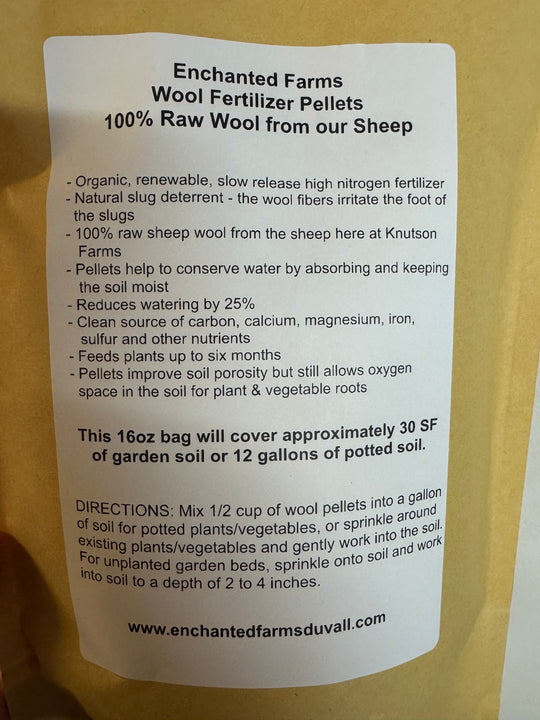 Enchanted Farms
Wool Fertilizer Pellets
100% Raw Wool from our Sheep
- Organic, renewable, slow release high nitrogen fertilizer
- Natural slug deterrent - the wool fibers irritate the foot of
the slugs
- 100% raw sheep wool from the sheep here at Knutson
Farms
- Pellets help to conserve water by absorbing and keeping
the soil moist
- Reduces watering by 25%
- Clean source of carbon, calcium, magnesium, iron,
sulfur and other nutrients
- Feeds plants up to six months
- Pellets improve soil porosity but still allows oxygen
space in the soil for plant & vegetable roots
This 16oz bag will cover approximately 30 SF
of garden soil or 12 gallons of potted soil.
DIRECTIONS: Mix 1/2 cup of wool pellets into a gallon
of soil for potted plants/vegetables, or sprinkle around
existing plants/vegetables and gently work into the soil.
For unplanted garden beds, sprinkle onto soil and work
into soil to a depth of 2 to 4 inches.
www.enchantedfarmsduvall.com